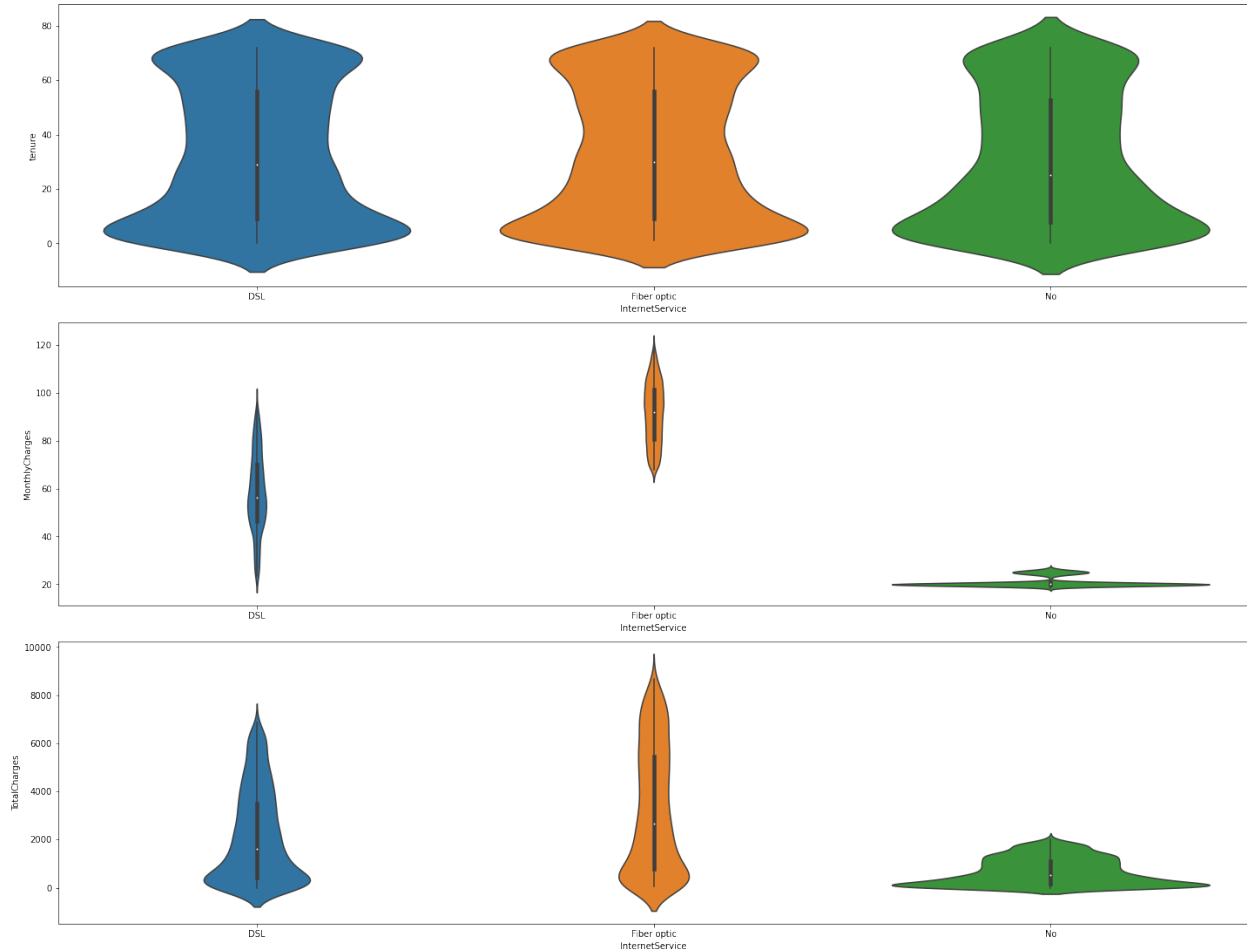 80
60
40
20
0
tenure
DSL Fiber optic No
InternetService
120
100
80
60
40
20
MonthlyCharges
DSL Fiber optic No
InternetService
10000
8000
6000
4000
2000
0
TotalCharges
DSL Fiber optic No
InternetService